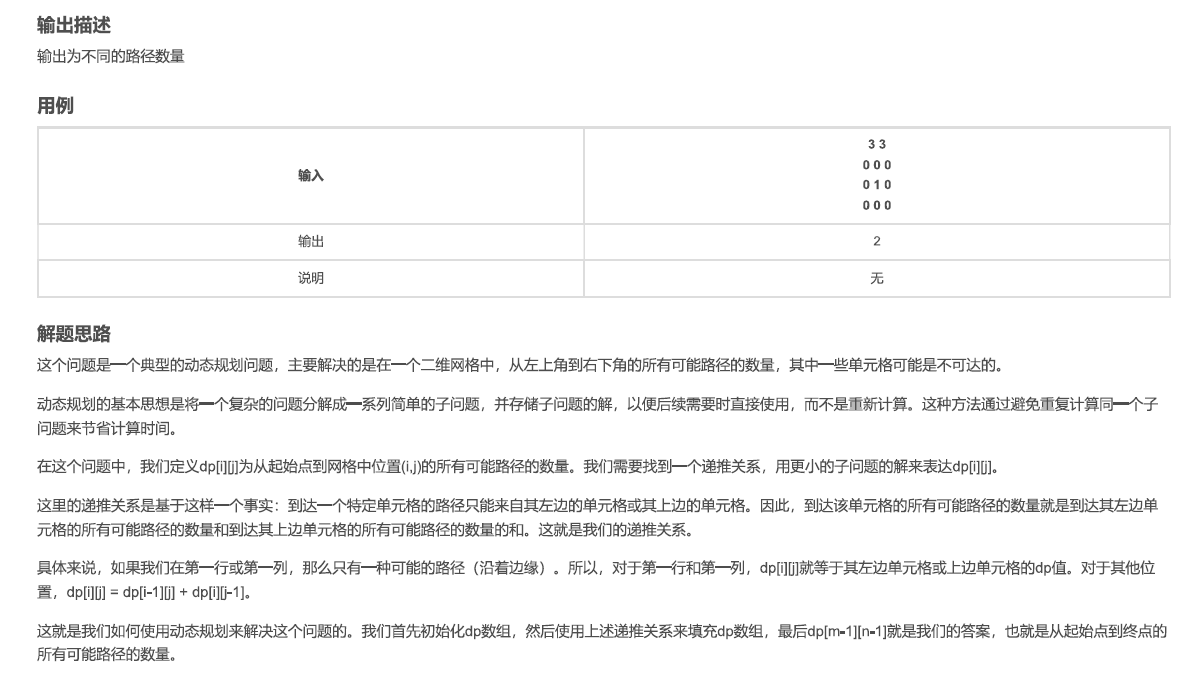 输出描述
输出为不同的路径数量
用例
输入
3 3
0 0 0
0 1 0
0 0 0
输出
2
说明
无
解题思路
这个问题是一个典型的动态规划问题，主要解决的是在一个二维网格中，从左上角到右下角的所有可能路径的数量，其中一些单元格可能是不可达的。
动态规划的基本思想是将一个复杂的问题分解成一系列简单的子问题，并存储子问题的解，以便后续需要时直接使用，而不是重新计算。这种方法通过避免重复计算同一个子
问题来节省计算时间。
在这个问题中，我们定义dp[i][j]为从起始点到网格中位置(i,j)的所有可能路径的数量。我们需要找到一个递推关系，用更小的子问题的解来表达dp[i][j]。
这里的递推关系是基于这样一个事实：到达一个特定单元格的路径只能来自其左边的单元格或其上边的单元格。因此，到达该单元格的所有可能路径的数量就是到达其左边单
元格的所有可能路径的数量和到达其上边单元格的所有可能路径的数量的和。这就是我们的递推关系。
具体来说，如果我们在第一行或第一列，那么只有一种可能的路径（沿着边缘）。所以，对于第一行和第一列，dp[i][j]就等于其左边单元格或上边单元格的dp值。对于其他位
置，dp[i][j] = dp[i-1][j] + dp[i][j-1]。
这就是我们如何使用动态规划来解决这个问题的。我们首先初始化dp数组，然后使用上述递推关系来填充dp数组，最后dp[m-1][n-1]就是我们的答案，也就是从起始点到终点的
所有可能路径的数量。